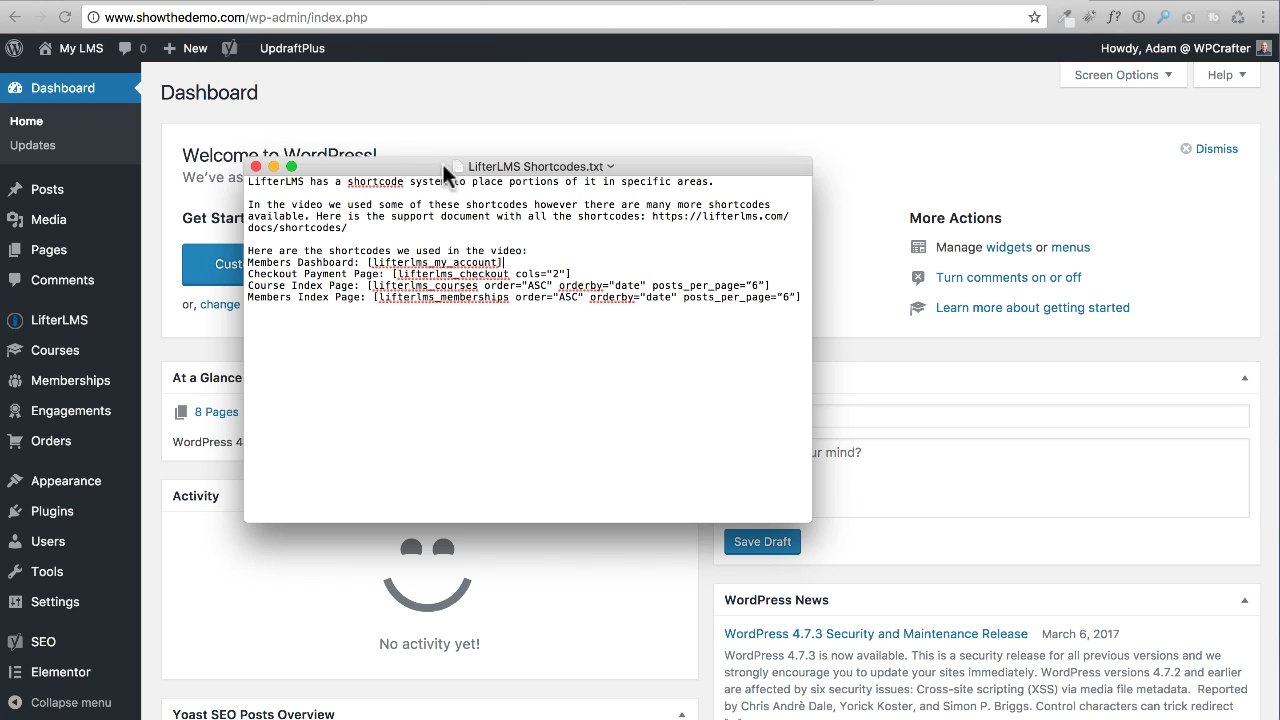 www.showthedemo.com/wp-admin/index.php
My LMS 0 New UpdraftPlus Howdy, Adam @ WPCrafter
Dashboard
Home
Updates
Posts
Media
Pages
Comments
LifterLMS
Courses
Memberships
Engagements
Orders
Appearance
Plugins
Users
Tools
Settings
SEO
Elementor
Collapse menu
Screen Options Help
Dashboard
Welcome to WordPress!
Dismiss
We've as
Get Start
Cust
or, change
More Actions
Manage widgets or menus
Turn comments on or off
Learn more about getting started
LifterLMS Shortcodes.txt
LifterLMS has a shortcode syste to place portions of it in specific areas.
In the video we used some of these shortcodes however there are many more shortcodes
available. Here is the support document with all the shortcodes: https://lifterlms.com/
docs/shortcodes/
Here are the shortcodes we used in the video:
Members Dashboard: [lifterlms_my_account]
Checkout Payment Page: [lifterlms_checkout cols="2"]
Course Index Page: [lifterlms_courses order="ASC" orderby="date" posts_per_page="6”]
Members Index Page: [lifterlms_memberships order="ASC" orderby="date" posts_per_page=“6”]
At a Glance
8 Pages
WordPress 4
Activity
No activity yet!
Yoast SEO Posts Overview
ur mind?
Save Draft
WordPress News
WordPress 4.7.3 Security and Maintenance Release March 6, 2017
WordPress 4.7.3 is now available. This is a security release for all previous versions and we
strongly encourage you to update your sites immediately. WordPress versions 4.7.2 and earlier
are affected by six security issues: Cross-site scripting (XSS) via media file metadata. Reported
by Chris Andrè Dale, Yorick Koster, and Simon P. Briggs. Control characters can trick redirect